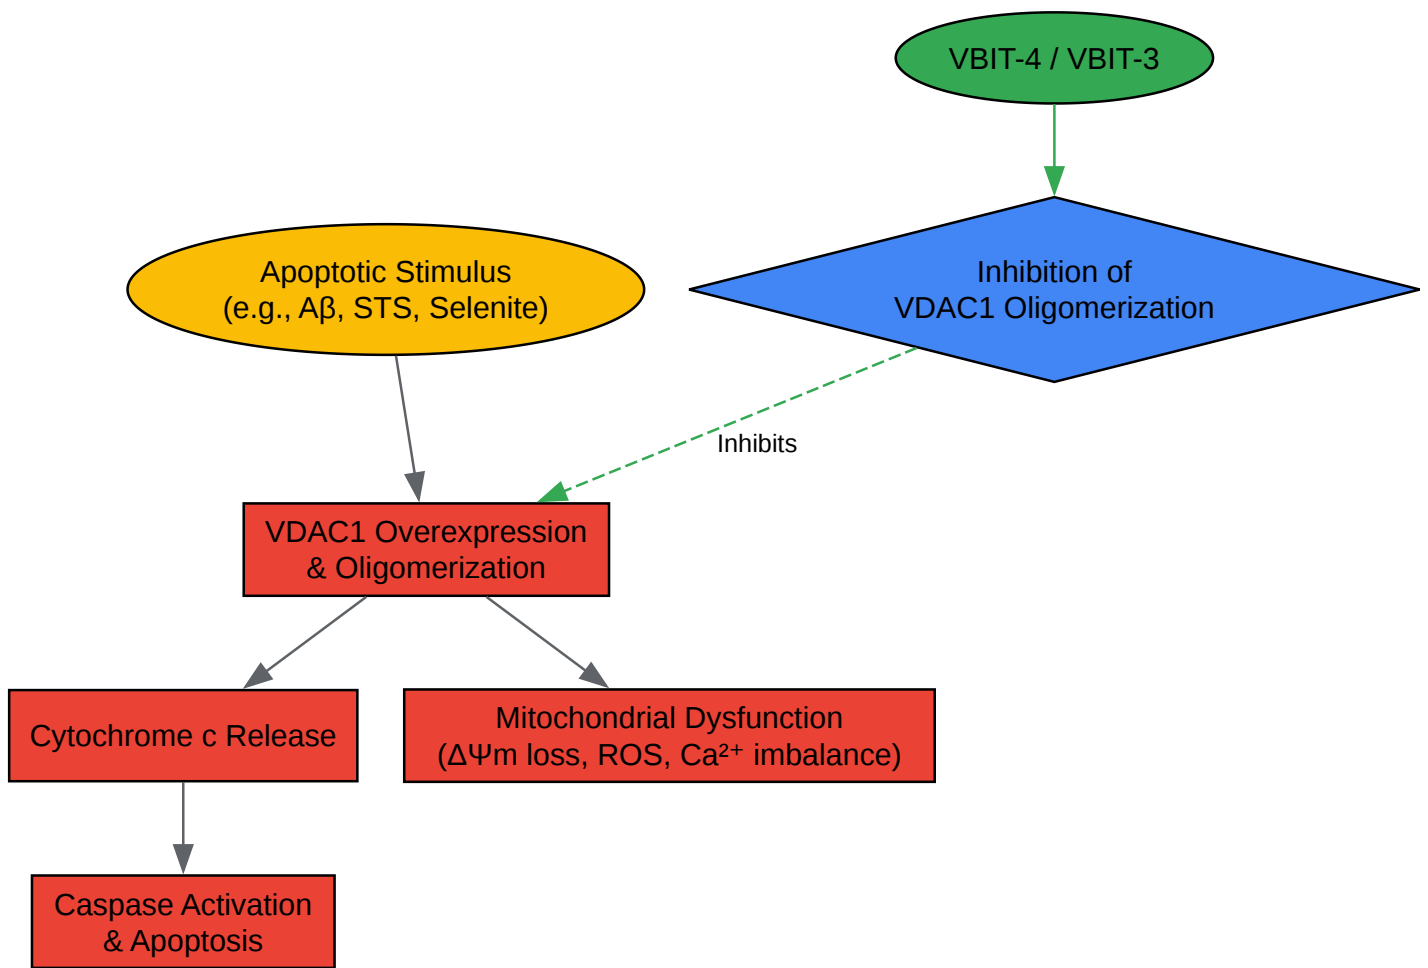 VBIT-4 / VBIT-3
Apoptotic Stimulus
(e.g., Aβ, STS, Selenite)
Inhibition of
VDAC1 Oligomerization
Inhibits
VDAC1 Overexpression
& Oligomerization
Cytochrome c Release
Mitochondrial Dysfunction
(ΔΨm loss, ROS, Ca²⁺ imbalance)
Caspase Activation
& Apoptosis